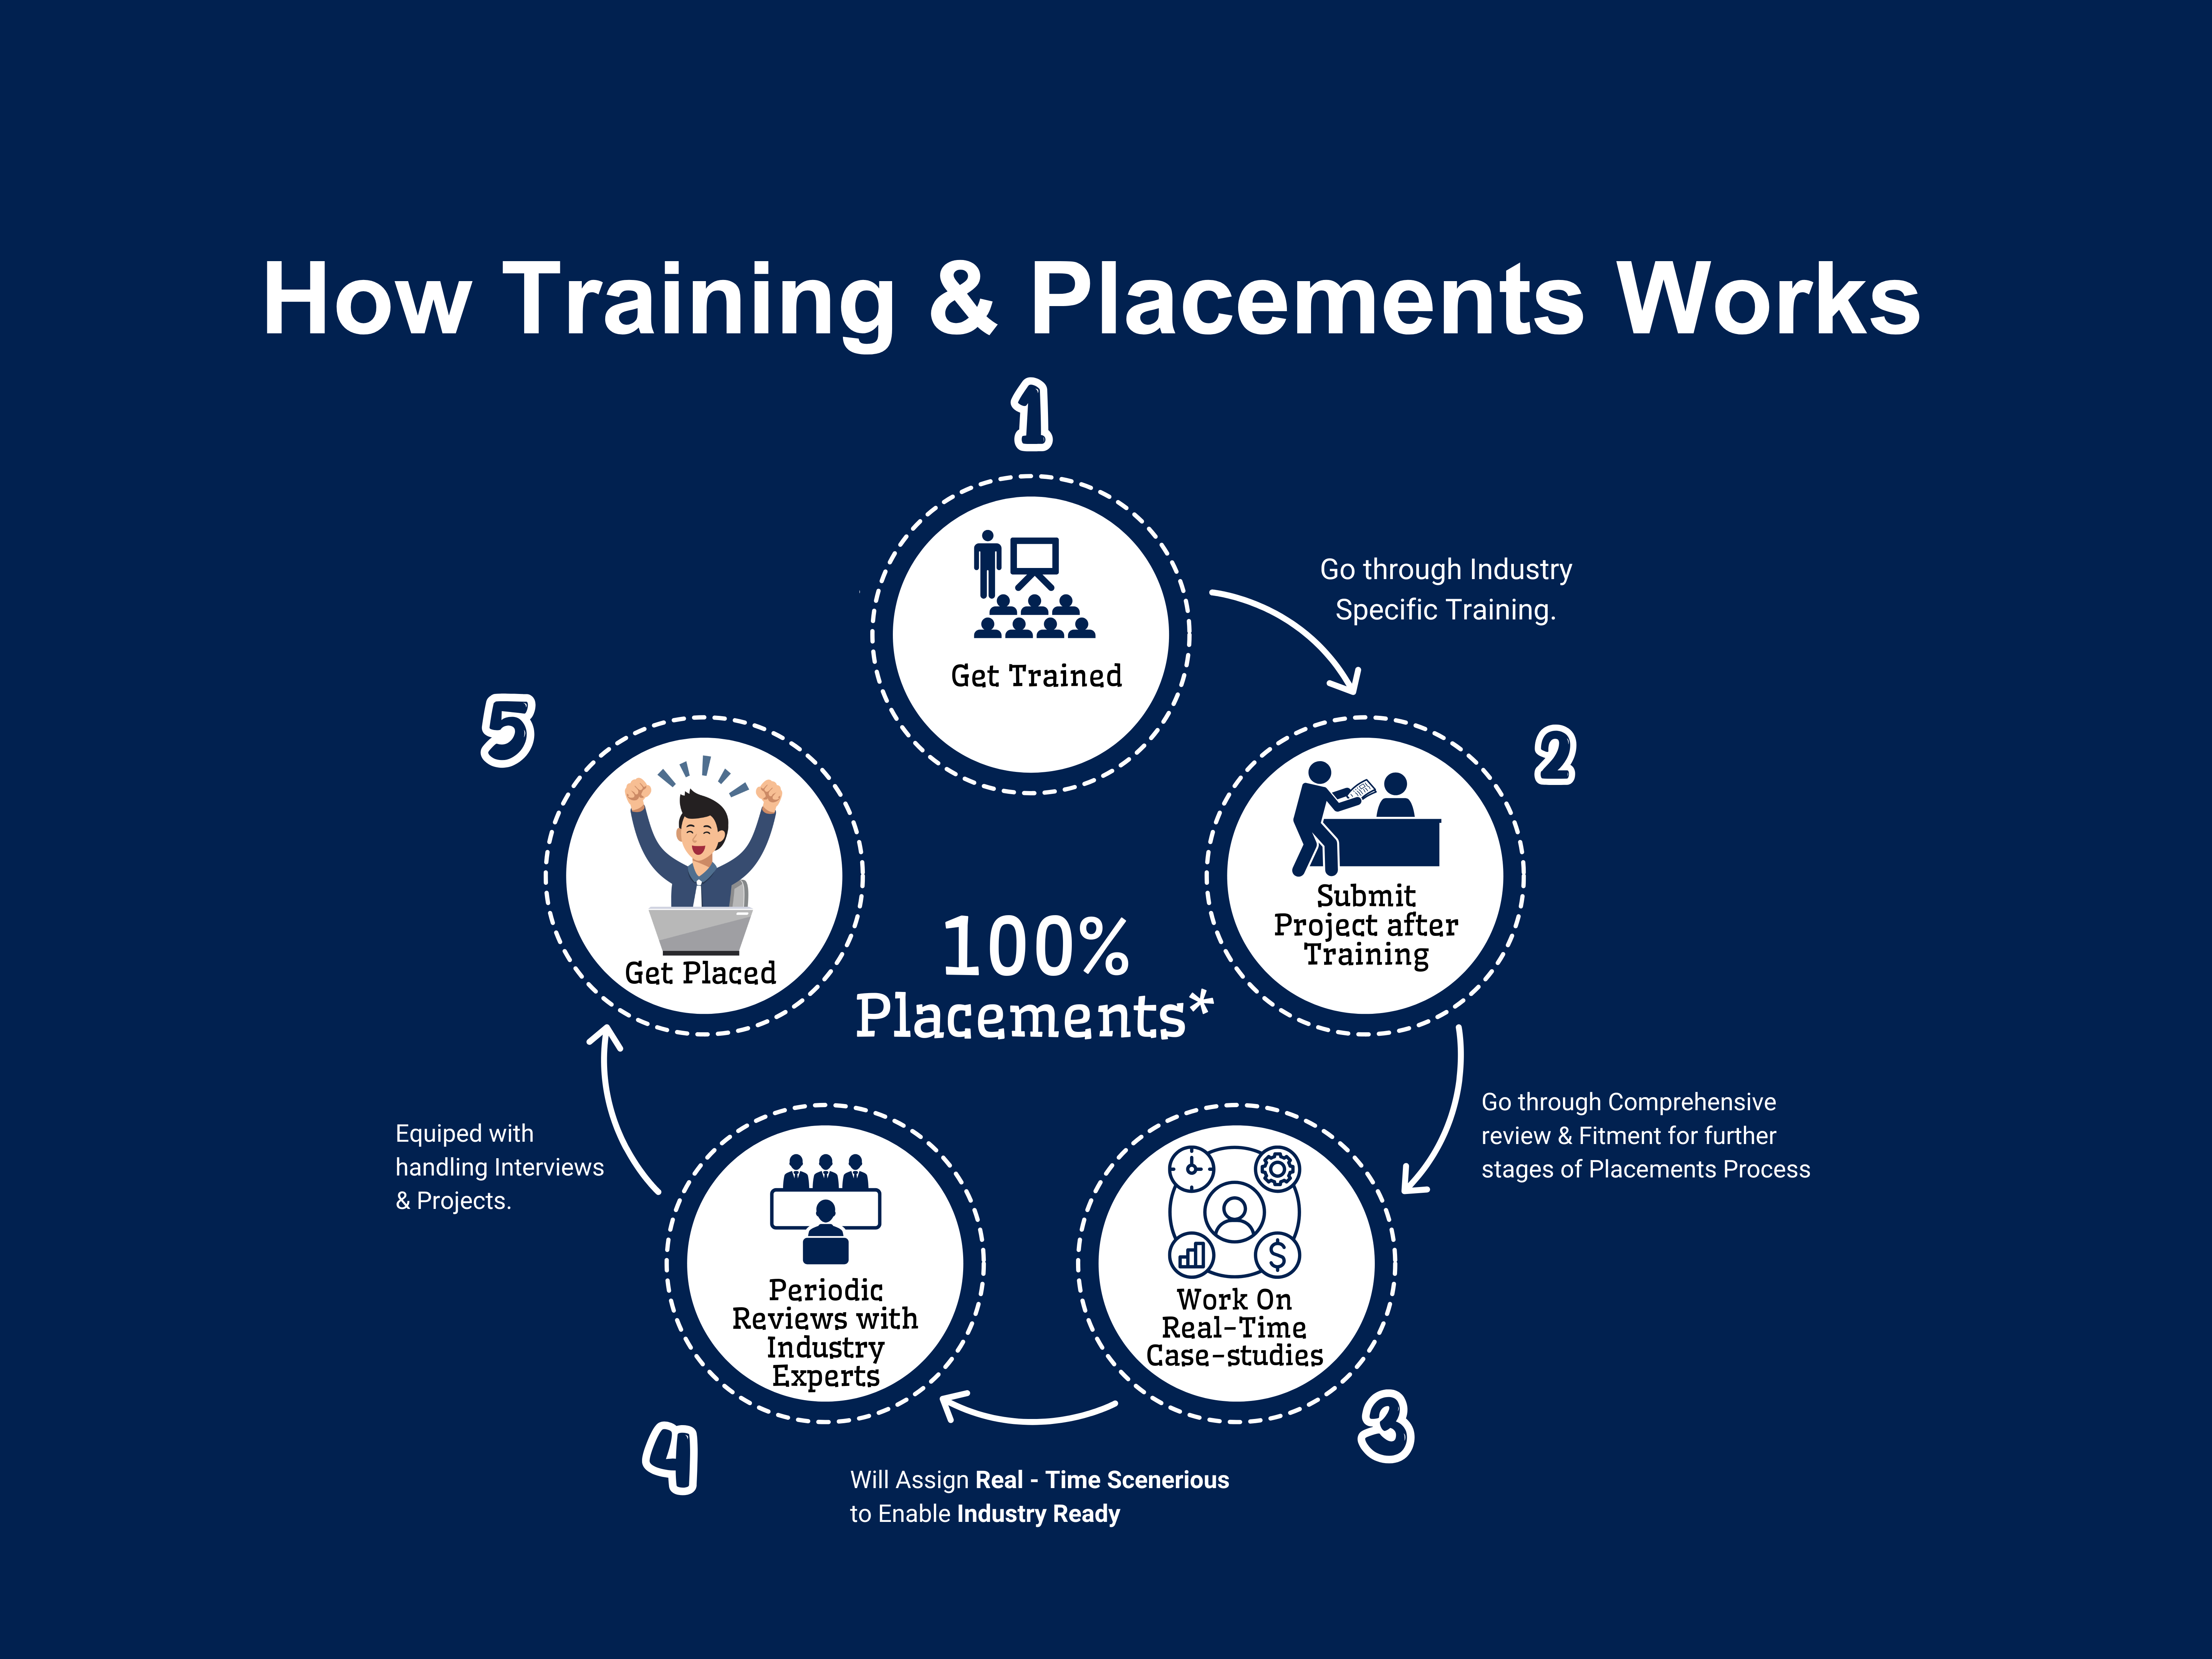 How Training & Placements Works
1
Get Trained
Go through Industry
Specific Training.
2
Submit
Project after
Training
Go through Comprehensive
review & Fitment for further
stages of Placements Process
3
Work On
Real-Time
Case-studies
Will Assign Real - Time Scenerious
to Enable Industry Ready
4
Periodic
Reviews with
Industry
Experts
Equiped with
handling Interviews
& Projects.
5
Get Placed
100%
Placements*